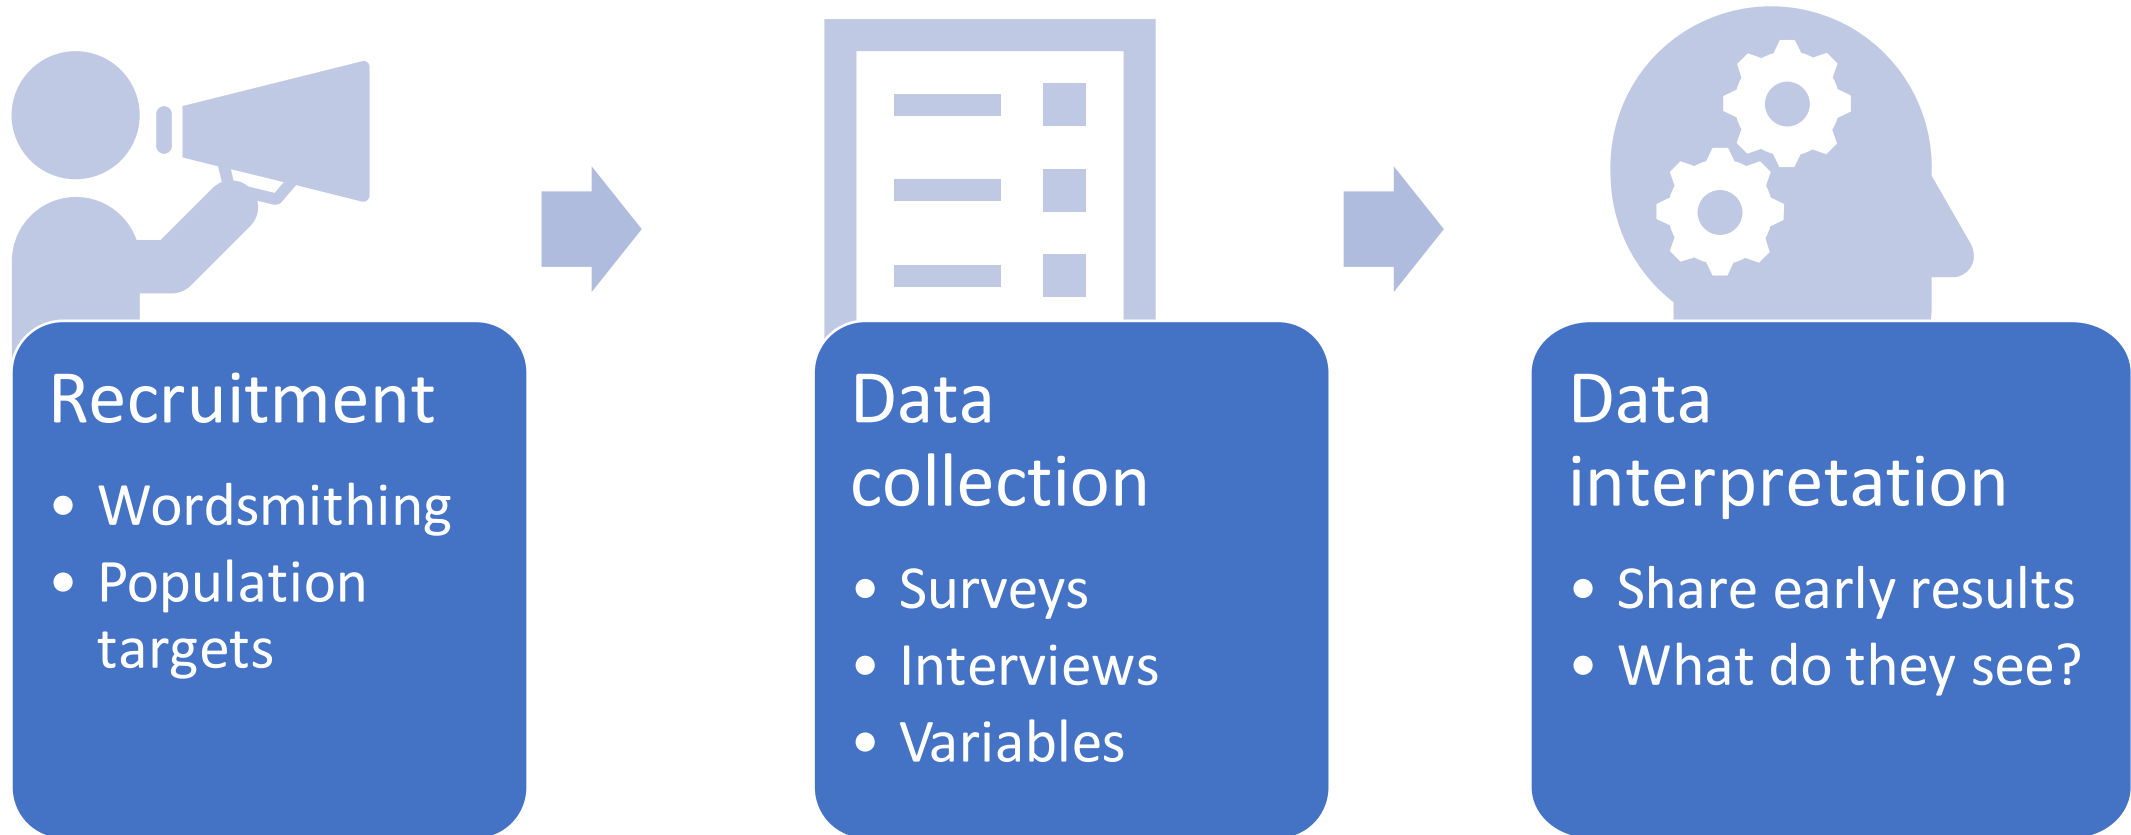 Recruitment
• Wordsmithing
• Population
targets
Data
collection
• Surveys
• Interviews
• Variables
Data
interpretation
• Share early results
• What do they see?